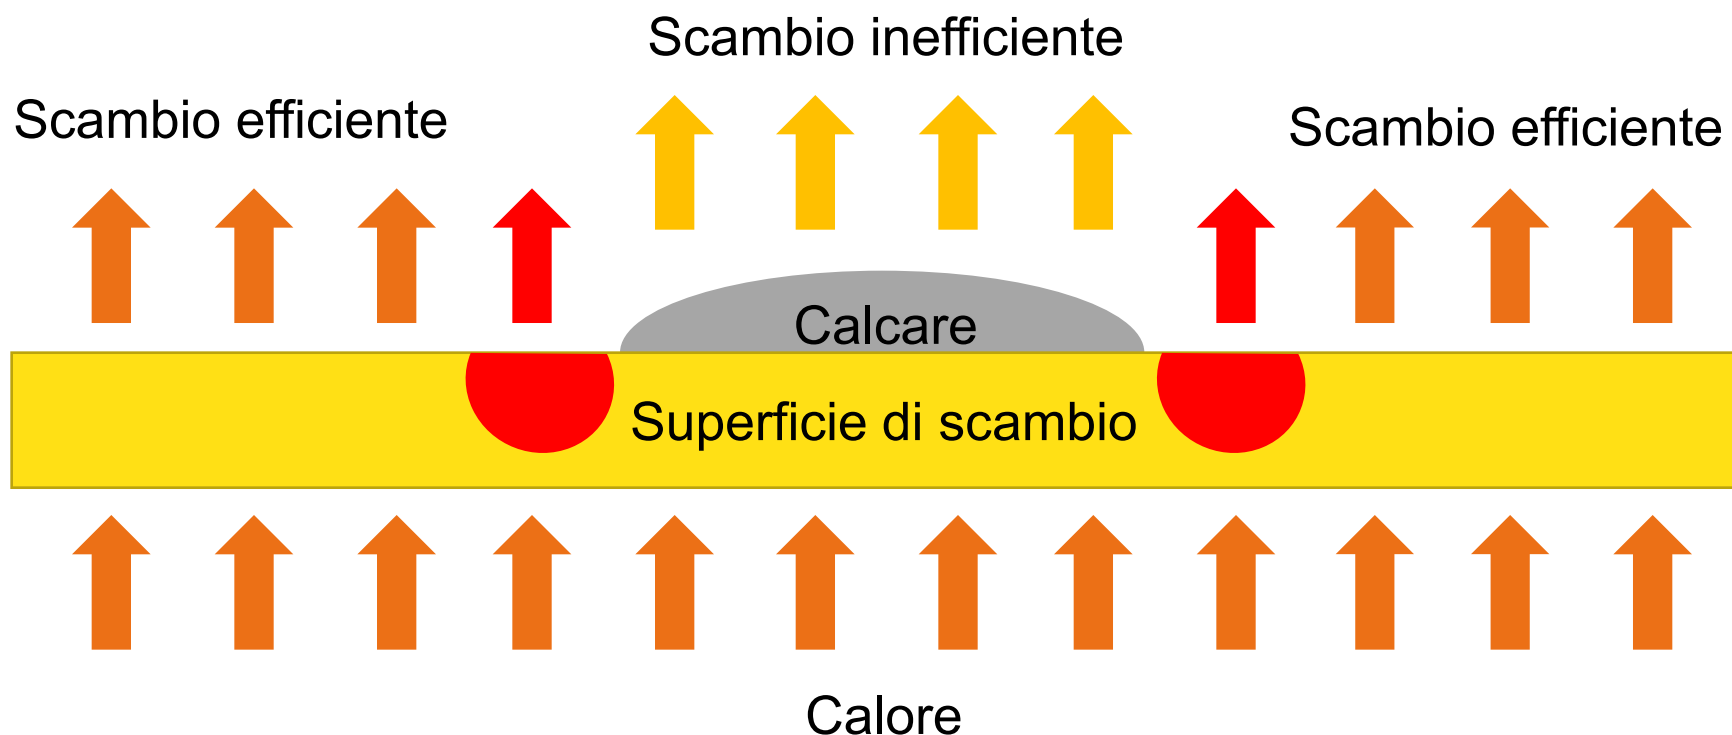 Scambio inefficiente
Scambio efficiente
Scambio efficiente
Calcare
Superficie di scambio
Calore